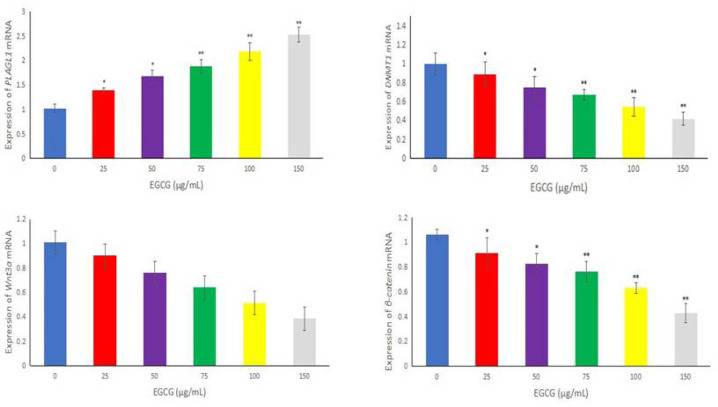 Expression of PLAGL1 mRNA
3
2.5
2
1.5
1
0.5
0
* * ** ** **
0 25 50 75 100 150
EGCG (µg/mL)
Expression of DNMT1 mRNA
1.4
1.2
1
0.8
0.6
0.4
0.2
0
* * ** ** **
0 25 50 75 100 150
EGCG (µg/mL)
Expression of Wnt3a mRNA
1.2
1
0.8
0.6
0.4
0.2
0
0 25 50 75 100 150
EGCG (µg/mL)
Expression of β-catenin mRNA
1.2
1
0.8
0.6
0.4
0.2
0
* * ** ** **
0 25 50 75 100 150
EGCG (µg/mL)